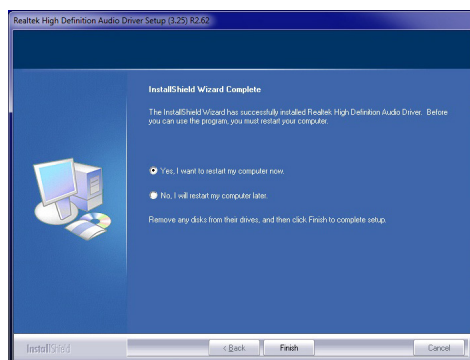 Realtek High Definition Audio Driver Setup (3.25) R2.62
InstallShield Wizard Complete
The InstallShield Wizard has successfully installed Realtek High Definition Audio Driver. Before
you can use the program, you must restart your computer.
Yes, I want to restart my computer now.
No, I will restart my computer later.
Remove any disks from their drives, and then click Finish to complete setup.
InstallShield
< Back
Finish
Cancel